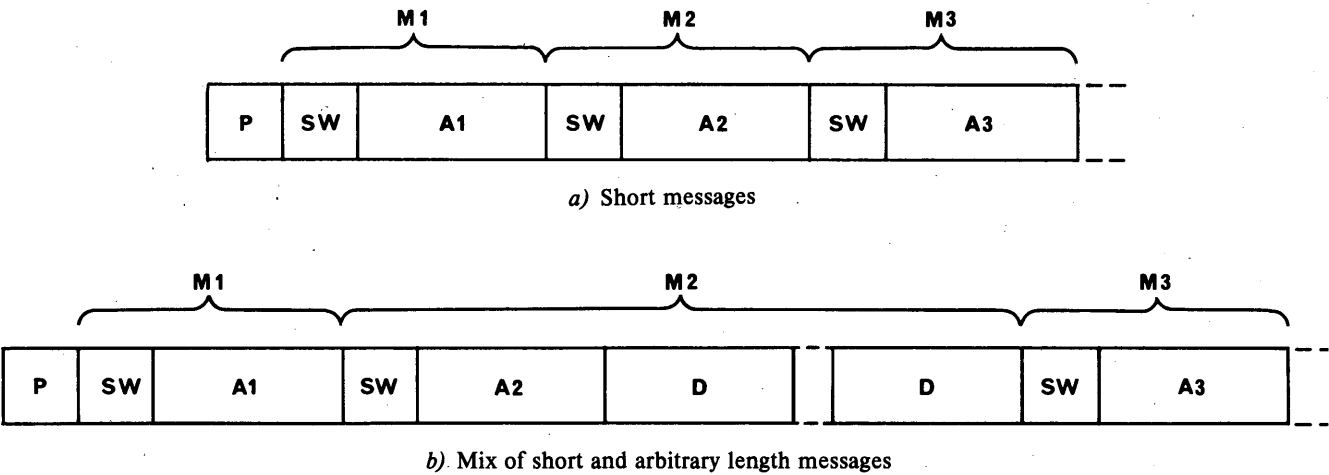 M1 M2 M3
P SW A1 SW A2 SW A3
a) Short messages
M1 M2 M3
P SW A1 SW A2 D D SW A3
b) Mix of short and arbitrary length messages